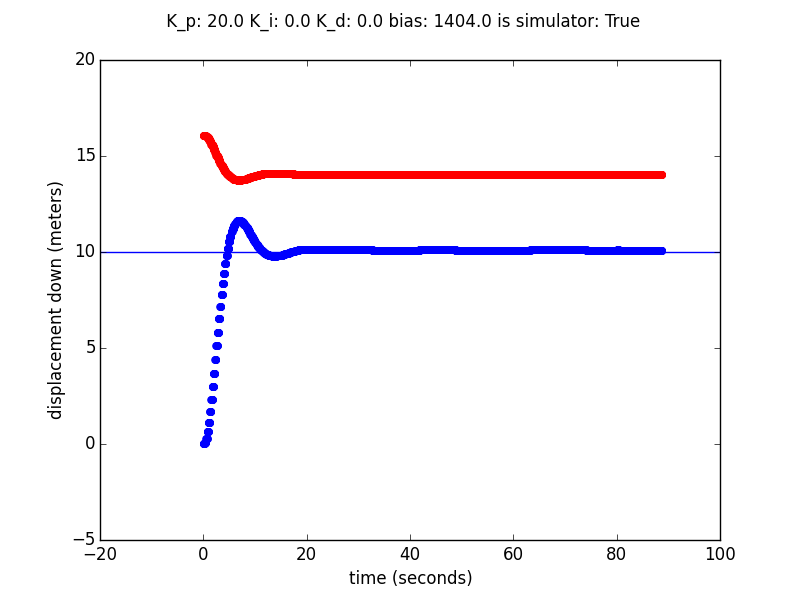 K_p: 20.0 K_i: 0.0 K_d: 0.0 bias: 1404.0 is simulator: True
20
15
10
5
0
−5
−20 0 20 40 60 80 100
displacement down (meters)
time (seconds)